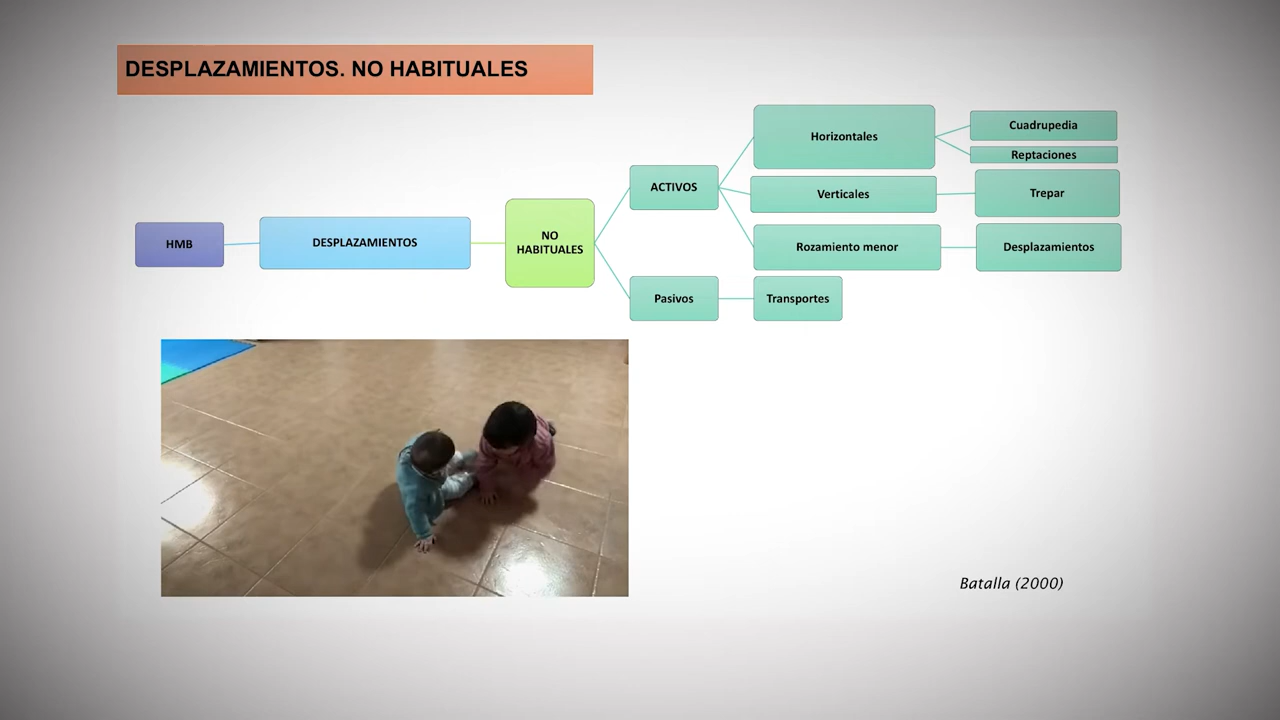 DESPLAZAMIENTOS. NO HABITUALES
HMB
DESPLAZAMIENTOS
NO
HABITUALES
ACTIVOS
Horizontales
Cuadrupedia
Reptaciones
Verticales
Trepar
Rozamiento menor
Desplazamientos
Pasivos
Transportes
Batalla (2000)